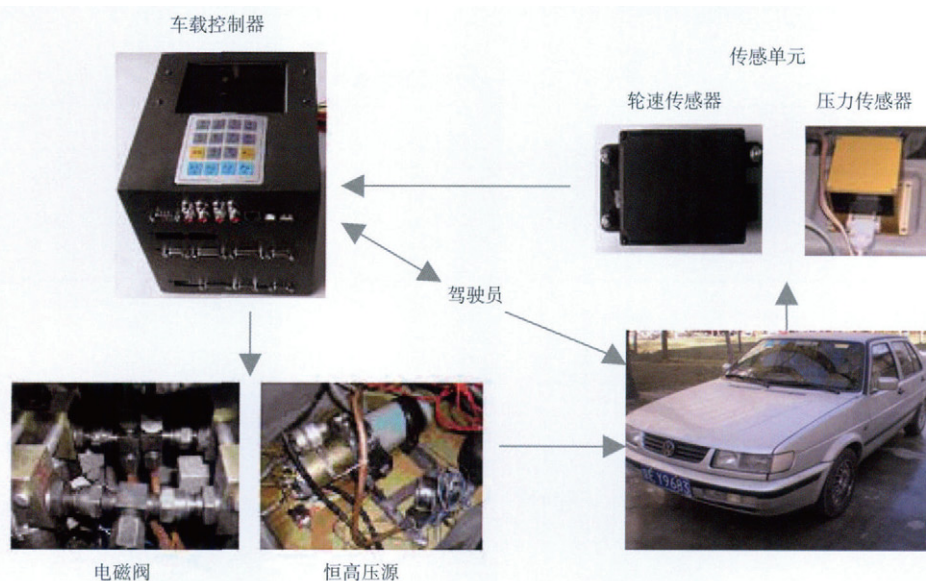 车载控制器
传感单元
轮速传感器
压力传感器
驾驶员
电磁阀
恒高压源